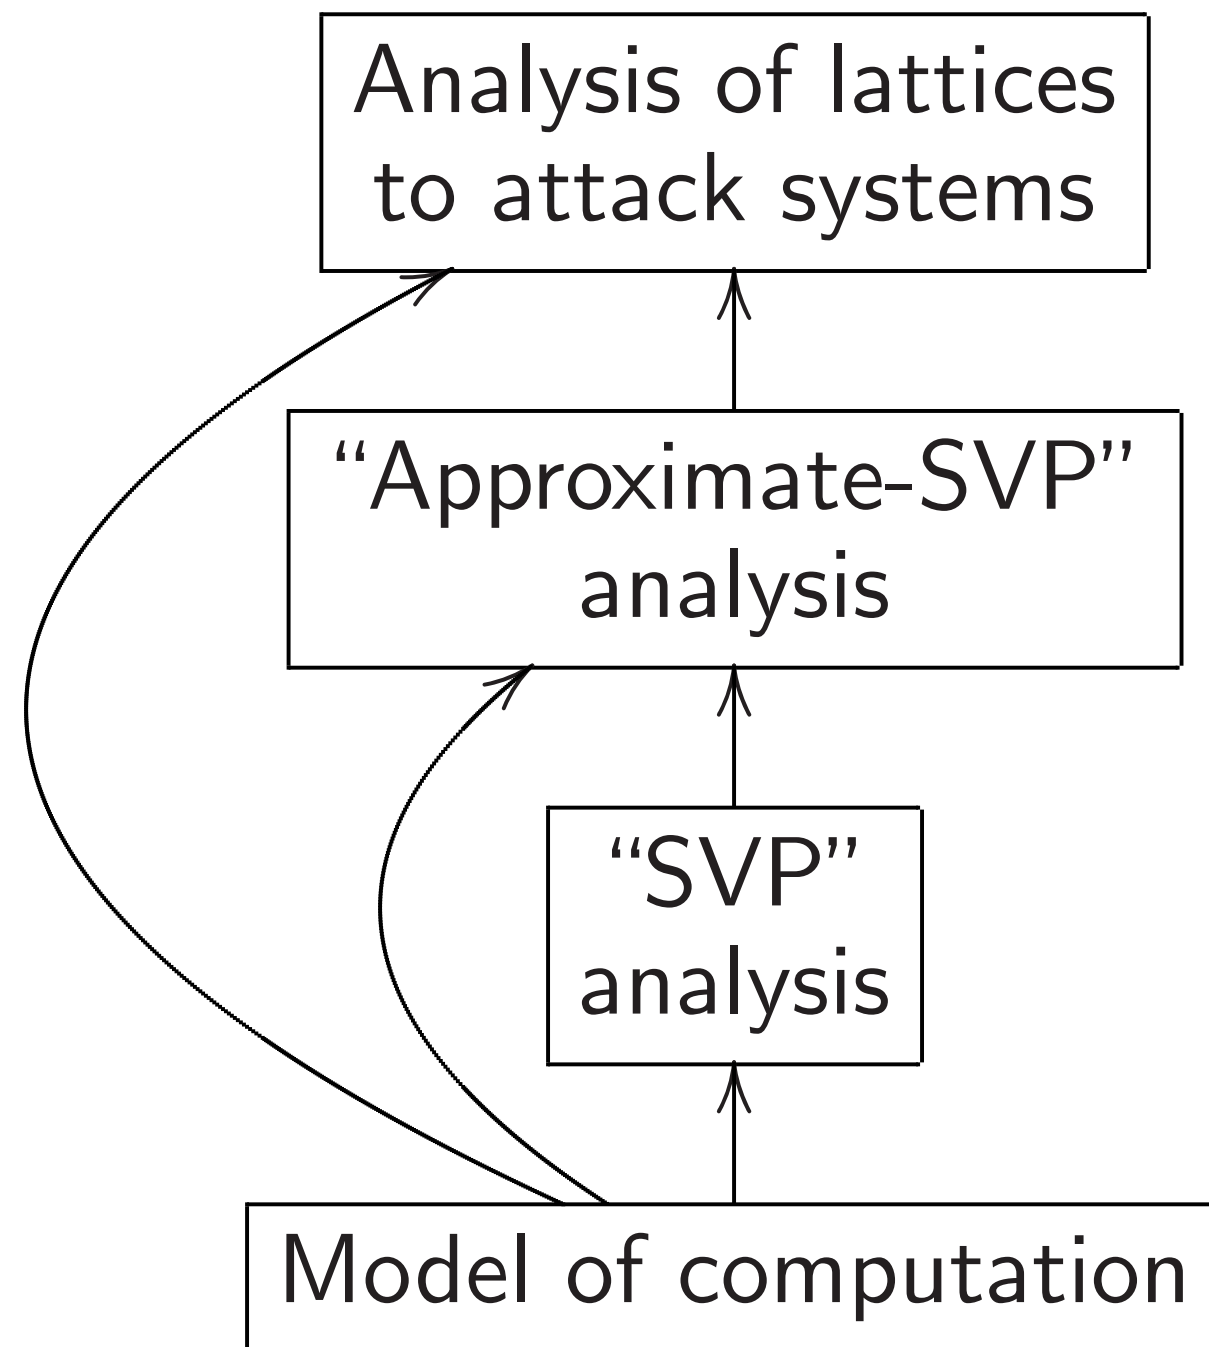 Analysis of lattices
to attack systems
“Approximate-SVP”
analysis
“SVP”
analysis
Model of computation